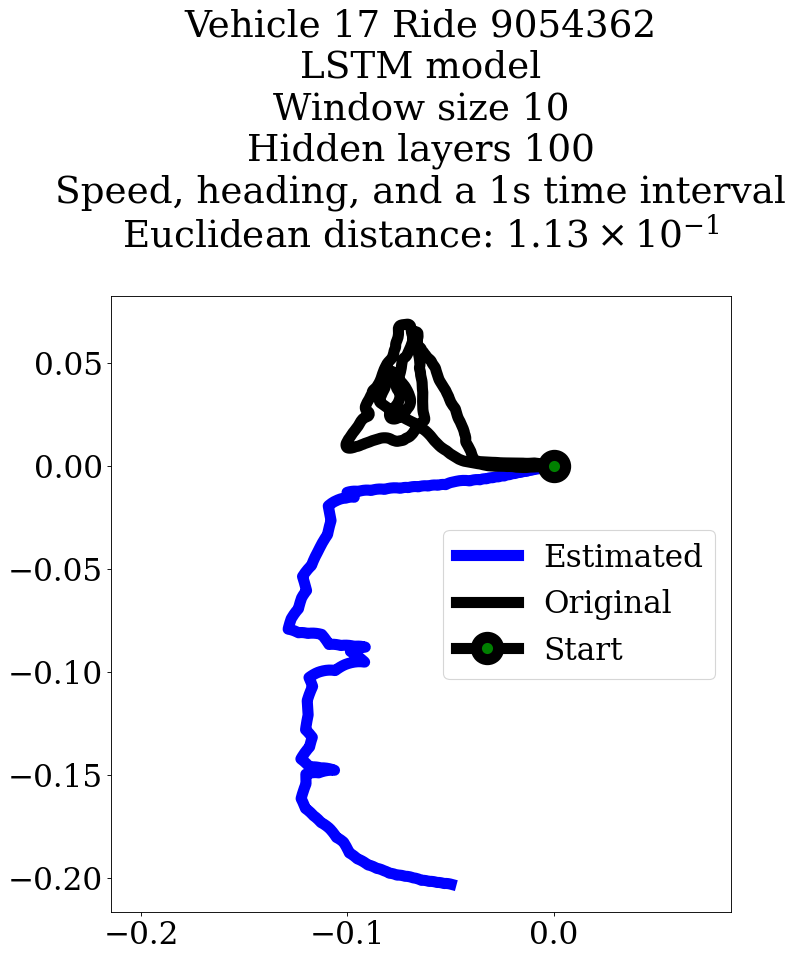 Vehicle 17 Ride 9054362
LSTM model
Window size 10
Hidden layers 100
Speed, heading, and a 1s time interval
Euclidean distance: 1.13 × 10⁻¹
0.05
0.00
−0.05
−0.10
−0.15
−0.20
Estimated
Original
Start
−0.2
−0.1
0.0